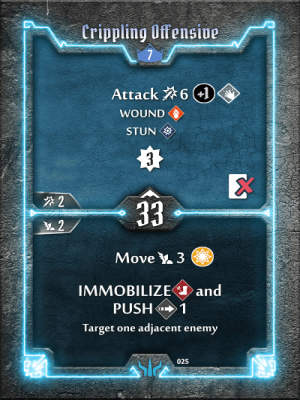 Crippling Offensive
7
Attack 6 +1
WOUND
STUN
3
2
33
2
Move 3
IMMOBILIZE and
PUSH 1
Target one adjacent enemy
025